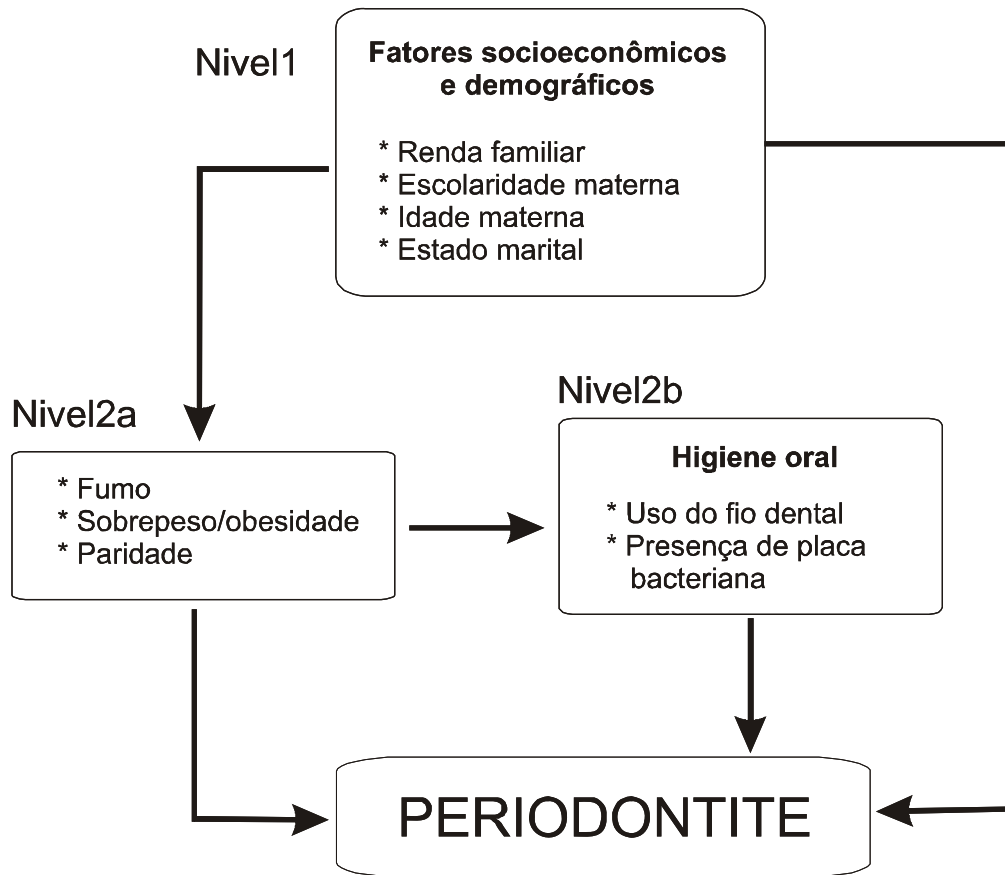 Nivel1
Fatores socioeconômicos
e demográficos
* Renda familiar
* Escolaridade materna
* Idade materna
* Estado marital
Nivel2a
* Fumo
* Sobrepeso/obesidade
* Paridade
Nivel2b
Higiene oral
* Uso do fio dental
* Presença de placa
bacteriana
PERIODONTITE